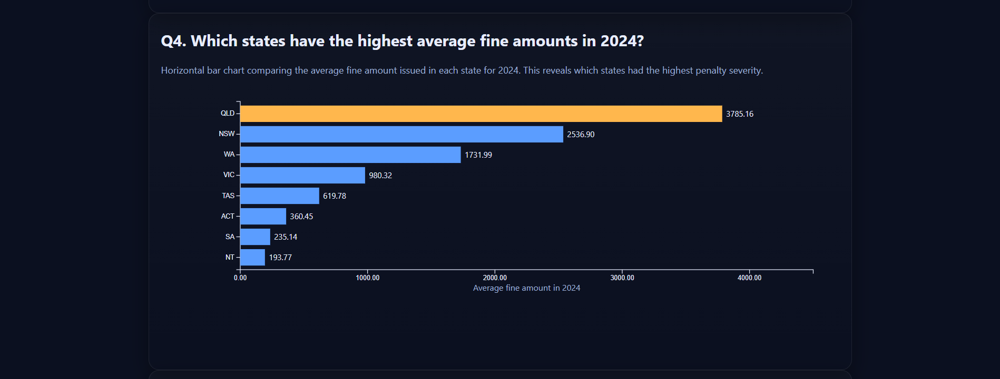 Q4. Which states have the highest average fine amounts in 2024?
Horizontal bar chart comparing the average fine amount issued in each state for 2024. This reveals which states had the highest penalty severity.
QLD 3785.16
NSW 2536.90
WA 1731.99
VIC 980.32
TAS 619.78
ACT 360.45
SA 235.14
NT 193.77
0.00 1000.00 2000.00 3000.00 4000.00
Average fine amount in 2024